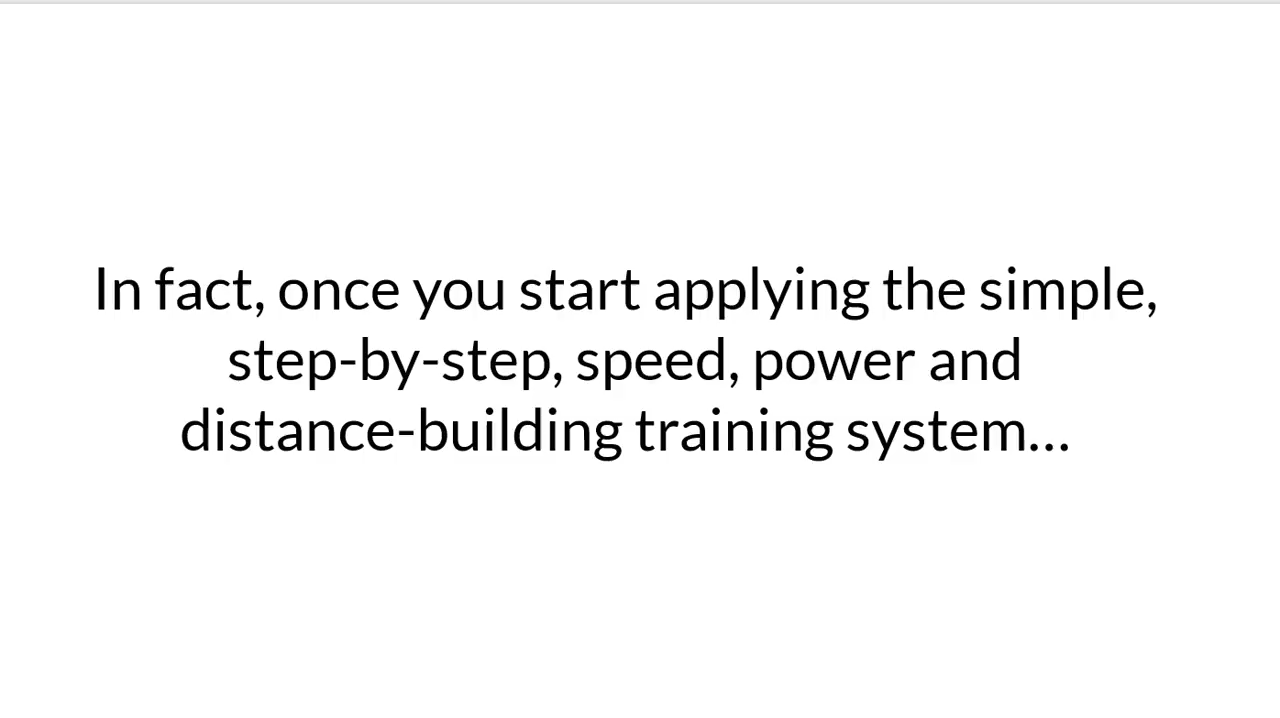 In fact, once you start applying the simple,
step-by-step, speed, power and
distance-building training system...